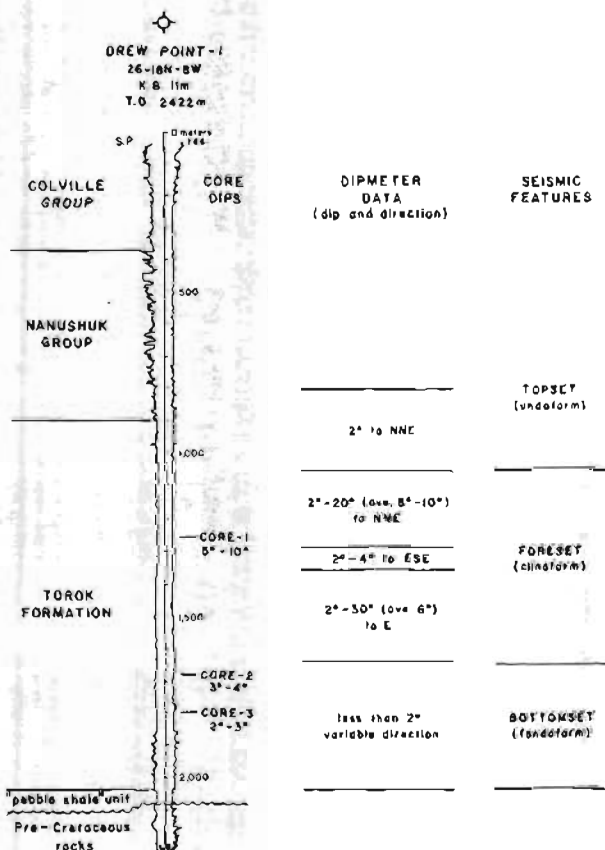 DREW POINT-1
26-18N-8W
K B 11m
T.D. 2422m
S.P.
0 meters
COLVILLE
GROUP
CORE
DIPS
DIPMETER
DATA
(dip and direction)
SEISMIC
FEATURES
500
NANUSHUK
GROUP
TOPSET
(undaform)
2° to NNE
1,000
2°-20° (ave. 8°-10°)
to NNE
CORE-1
8°-10°
2°-4° to ESE
FORESET
(clinoform)
TOROK
FORMATION
2°-30° (ave 6°)
to E
1,500
CORE-2
3°-4°
CORE-3
2°-3°
less than 2°
variable direction
BOTTOMSET
(fondoform)
2,000
pebble shale unit
Pre-Cretaceous
rocks